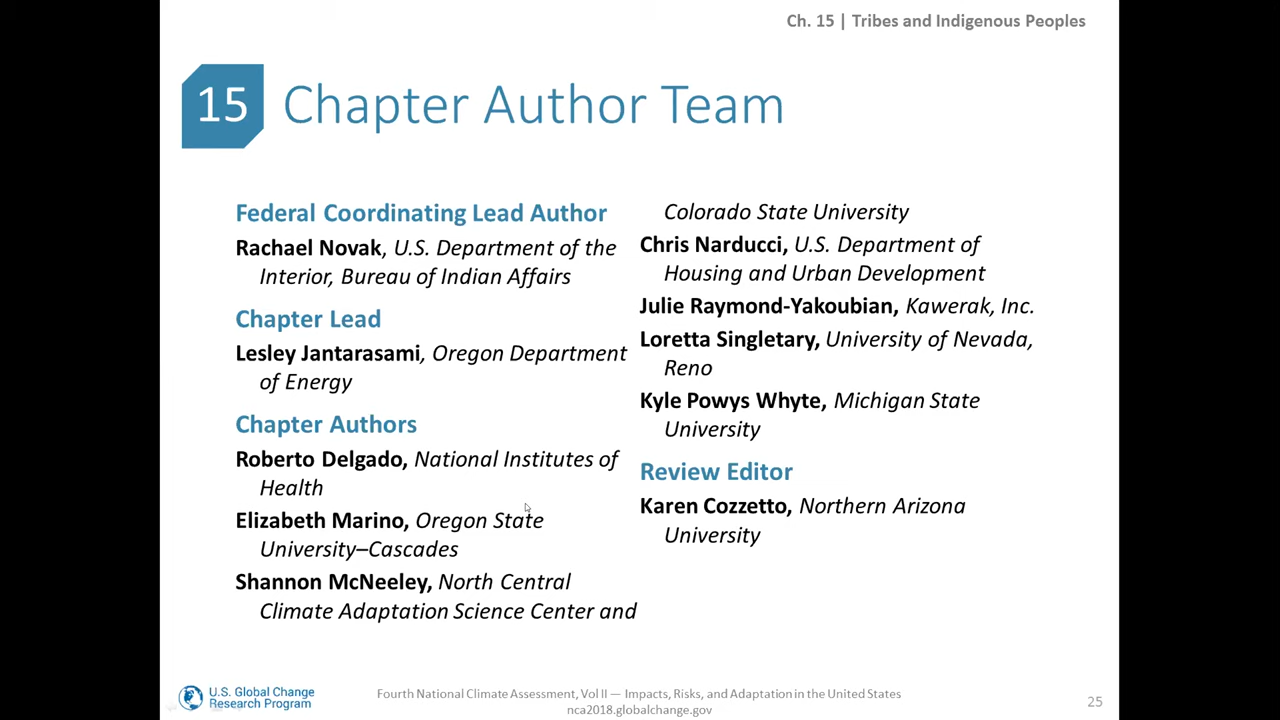 Ch. 15 | Tribes and Indigenous Peoples
15 Chapter Author Team
Federal Coordinating Lead Author
Rachael Novak, U.S. Department of the
Interior, Bureau of Indian Affairs
Chapter Lead
Lesley Jantarasami, Oregon Department
of Energy
Chapter Authors
Roberto Delgado, National Institutes of
Health
Elizabeth Marino, Oregon State
University–Cascades
Shannon McNeeley, North Central
Climate Adaptation Science Center and
Colorado State University
Chris Narducci, U.S. Department of
Housing and Urban Development
Julie Raymond-Yakoubian, Kawerak, Inc.
Loretta Singletary, University of Nevada,
Reno
Kyle Powys Whyte, Michigan State
University
Review Editor
Karen Cozzetto, Northern Arizona
University
U.S. Global Change
Research Program
Fourth National Climate Assessment, Vol II — Impacts, Risks, and Adaptation in the United States
nca2018.globalchange.gov
25